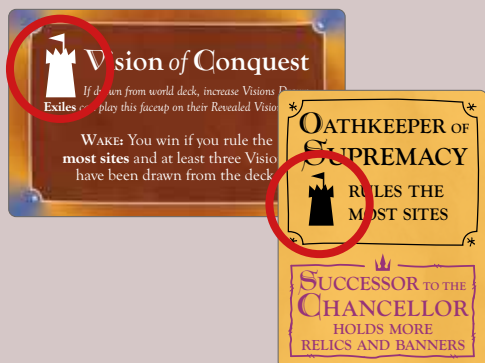 Vision of Conquest
If drawn from world deck, increase Visions D
Exiles can play this faceup on their Revealed Visio
WAKE: You win if you rule the
most sites and at least three Visio
have been drawn from the deck
OATHKEEPER OF
SUPREMACY
RULES THE
MOST SITES
SUCCESSOR TO THE
CHANCELLOR
HOLDS MORE
RELICS AND BANNERS